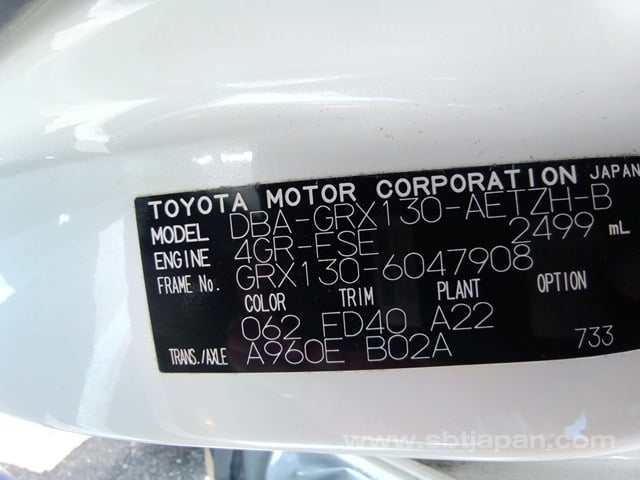 TOYOTA MOTOR CORPORATION JAPAN
MODEL DBA-GRX130-AETZH-B
ENGINE 4GR-FSE 2499 mL
FRAME No. GRX130-6047908
COLOR TRIM PLANT OPTION
062 FD40 A22
TRANS./AXLE A960E B02A 733
www.sbtjapan.com